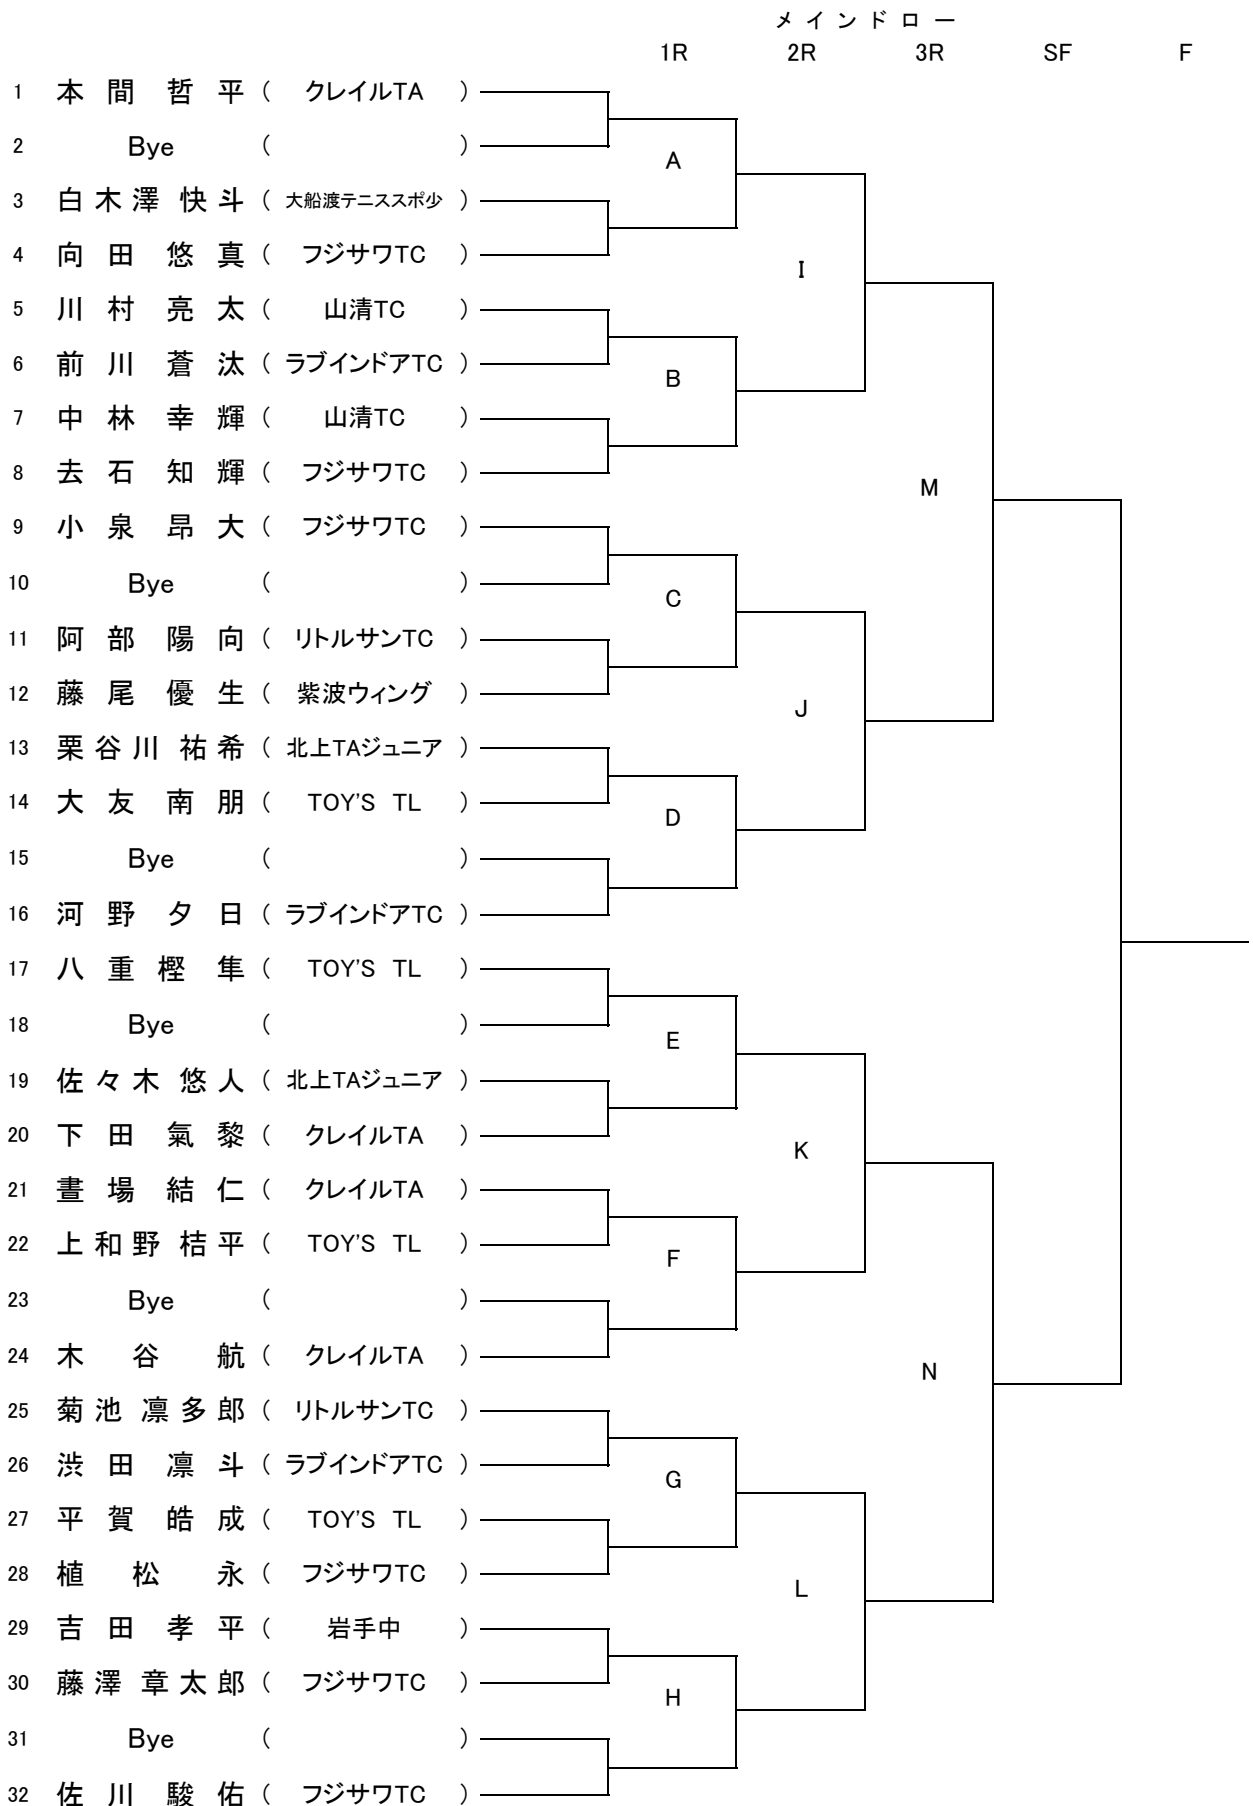 メインドロー
1R 2R 3R SF F
1 本間 哲平 ( クレイルTA )
2 Bye ( )
A
3 白木澤 快斗 ( 大船渡テニススポ少 )
4 向田 悠真 ( フジサワTC )
I
5 川村 亮太 ( 山清TC )
6 前川 蒼汰 ( ラブインドアTC )
B
7 中林 幸輝 ( 山清TC )
8 去石 知輝 ( フジサワTC )
M
9 小泉 昂大 ( フジサワTC )
10 Bye ( )
C
11 阿部 陽向 ( リトルサンTC )
12 藤尾 優生 ( 紫波ウィング )
J
13 栗谷川 祐希 ( 北上TAジュニア )
14 大友 南朋 ( TOY'S TL )
D
15 Bye ( )
16 河野 夕日 ( ラブインドアTC )
17 八重樫 隼 ( TOY'S TL )
18 Bye ( )
E
19 佐々木 悠人 ( 北上TAジュニア )
20 下田 氣黎 ( クレイルTA )
K
21 晝場 結仁 ( クレイルTA )
22 上和野 桔平 ( TOY'S TL )
F
23 Bye ( )
24 木谷 航 ( クレイルTA )
N
25 菊池 凛多郎 ( リトルサンTC )
26 渋田 凛斗 ( ラブインドアTC )
G
27 平賀 皓成 ( TOY'S TL )
28 植松 永 ( フジサワTC )
L
29 吉田 孝平 ( 岩手中 )
30 藤澤 章太郎 ( フジサワTC )
H
31 Bye ( )
32 佐川 駿佑 ( フジサワTC )